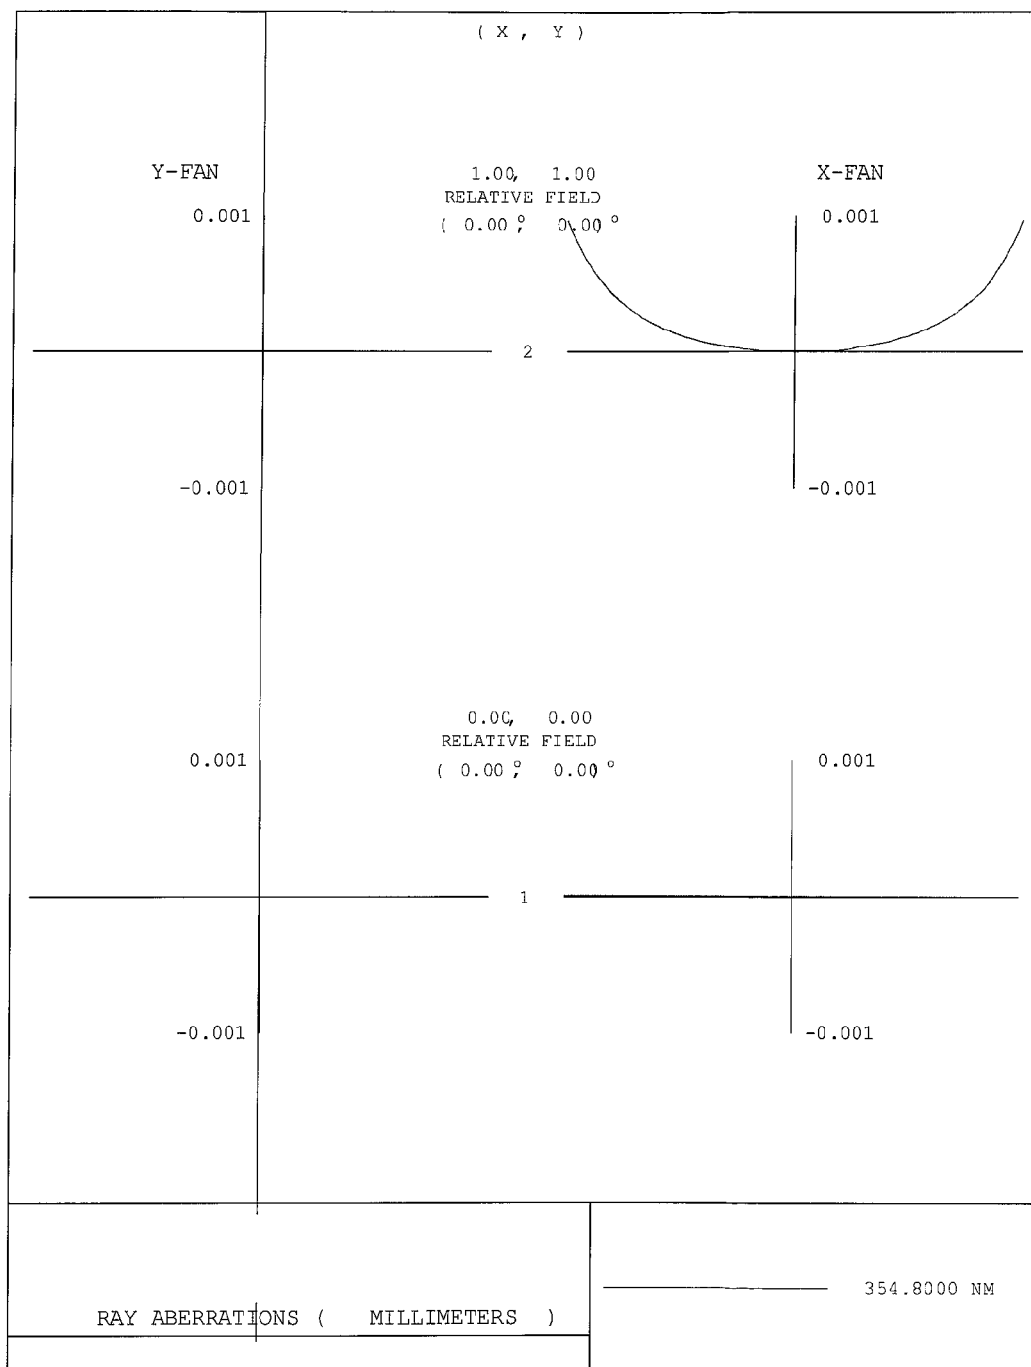 ( X , Y )
Y-FAN
1.00, 1.00
X-FAN
RELATIVE FIELD
0.001
( 0.00°, 0.00°
0.001
2
-0.001
-0.001
0.00, 0.00
RELATIVE FIELD
0.001
( 0.00°, 0.00°
0.001
1
-0.001
-0.001
354.8000 NM
RAY ABERRATIONS ( MILLIMETERS )